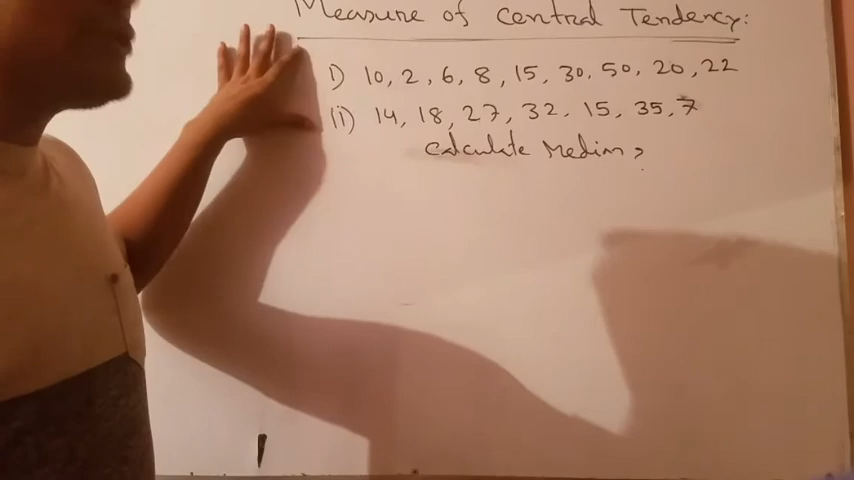 Measure of Central Tendency:
i) 10, 2, 6, 8, 15, 30, 50, 20, 22
(ii) 14, 18, 27, 32, 15, 35, 7
Calculate Median ?